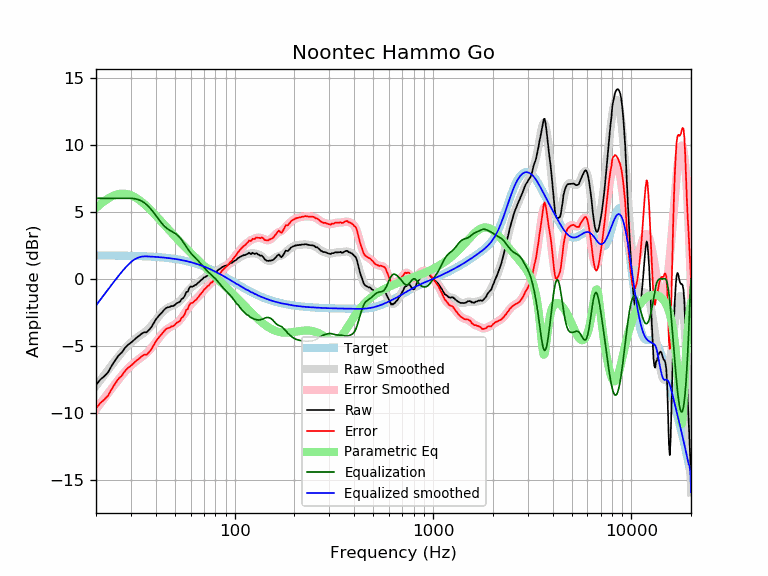 Noontec Hammo Go
Amplitude (dBr)
15
10
5
0
−5
−10
−15
Target
Raw Smoothed
Error Smoothed
Raw
Error
Parametric Eq
Equalization
Equalized smoothed
100
1000
10000
Frequency (Hz)